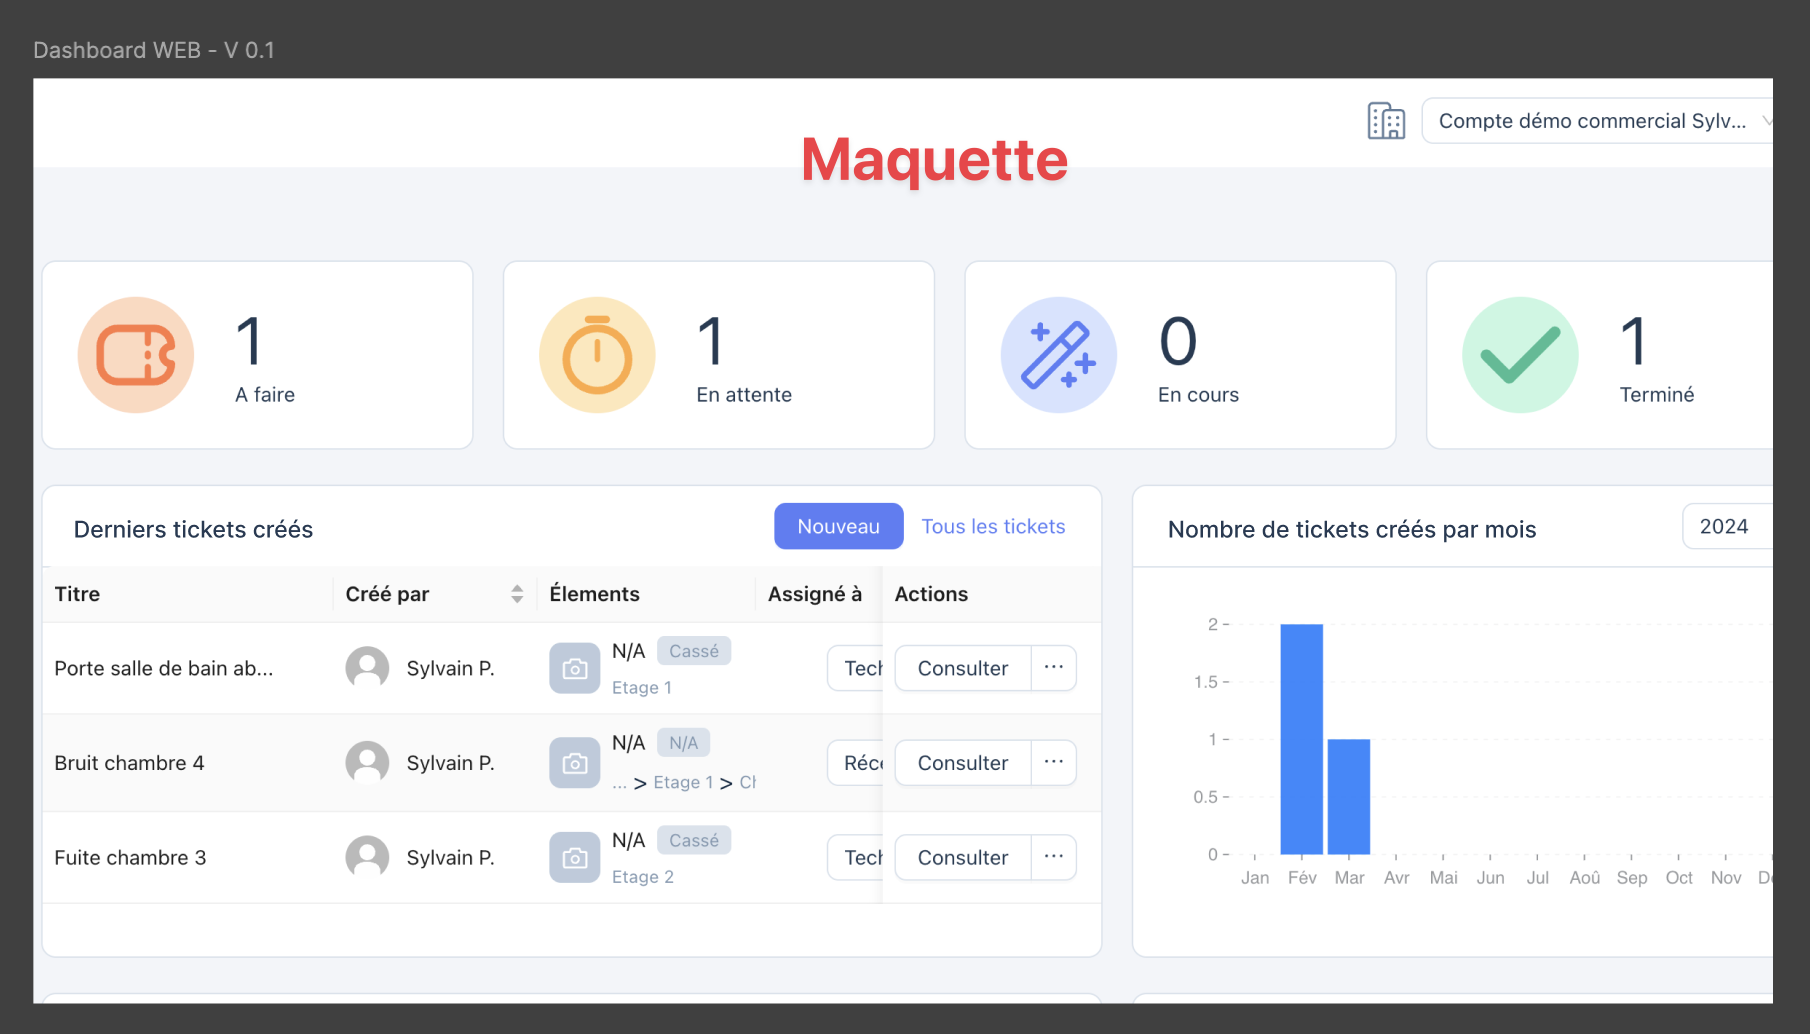 Dashboard WEB - V 0.1
Compte démo commercial Sylv...
Maquette
1
A faire
1
En attente
0
En cours
1
Terminé
Derniers tickets créés
Nouveau
Tous les tickets
Titre
Créé par
Élements
Assigné à
Actions
Porte salle de bain ab...
Sylvain P.
N/A
Cassé
Etage 1
Tech
Consulter
...
Bruit chambre 4
Sylvain P.
N/A
N/A
... > Etage 1 > Ch
Réce
Consulter
...
Fuite chambre 3
Sylvain P.
N/A
Cassé
Etage 2
Tech
Consulter
...
Nombre de tickets créés par mois
2024
2
1.5
1
0.5
0
Jan Fév Mar Avr Mai Jun Jul Aoû Sep Oct Nov